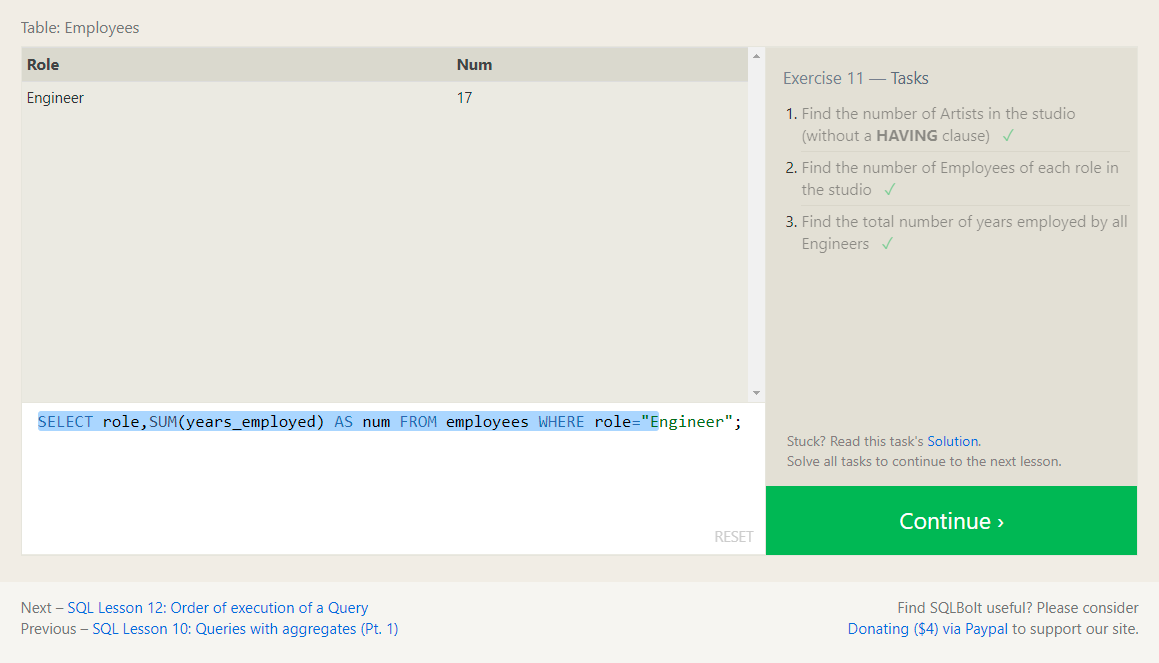 Table: Employees
Role Num
Engineer 17
SELECT role,SUM(years_employed) AS num FROM employees WHERE role="Engineer";
RESET
Exercise 11 — Tasks
1. Find the number of Artists in the studio
(without a HAVING clause) ✓
2. Find the number of Employees of each role in
the studio ✓
3. Find the total number of years employed by all
Engineers ✓
Stuck? Read this task's Solution.
Solve all tasks to continue to the next lesson.
Continue ›
Next – SQL Lesson 12: Order of execution of a Query
Previous – SQL Lesson 10: Queries with aggregates (Pt. 1)
Find SQLBolt useful? Please consider
Donating ($4) via Paypal to support our site.